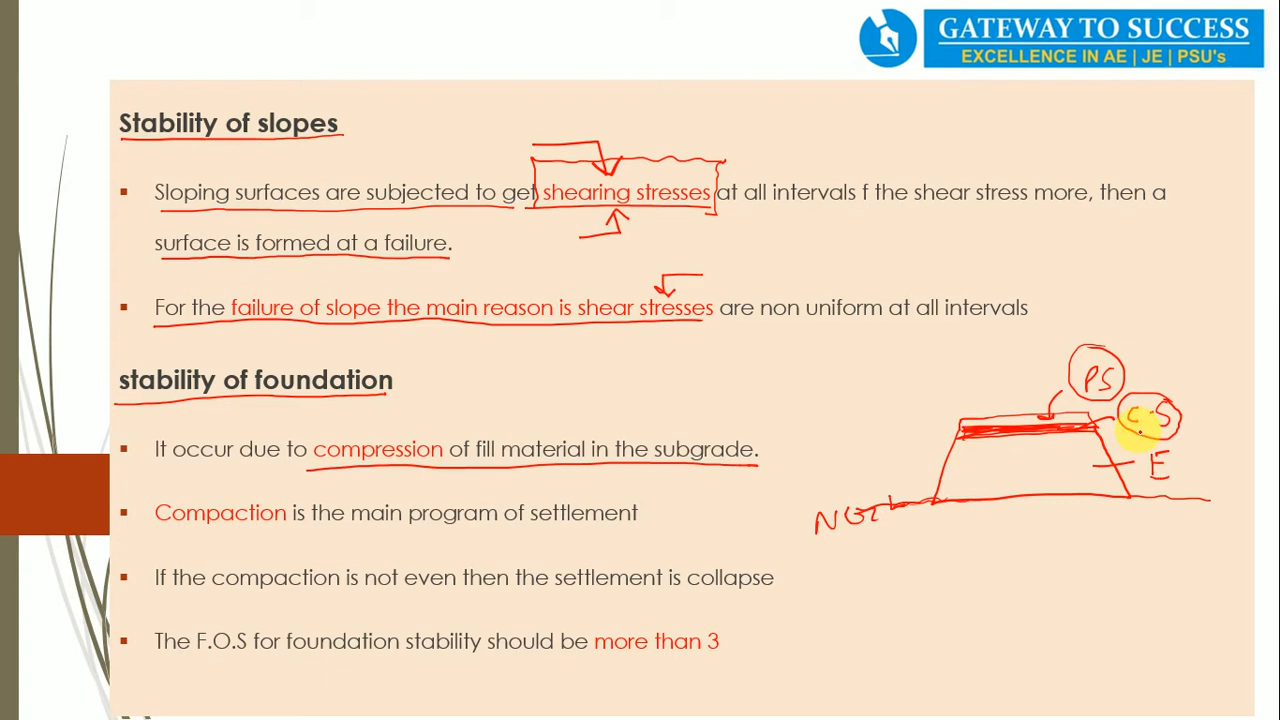 GATEWAY TO SUCCESS
EXCELLENCE IN AE | JE | PSU's
Stability of slopes
Sloping surfaces are subjected to get shearing stresses at all intervals f the shear stress more, then a
surface is formed at a failure.
For the failure of slope the main reason is shear stresses are non uniform at all intervals
stability of foundation
PS
C S
It occur due to compression of fill material in the subgrade.
E
Compaction is the main program of settlement
NGL
If the compaction is not even then the settlement is collapse
The F.O.S for foundation stability should be more than 3